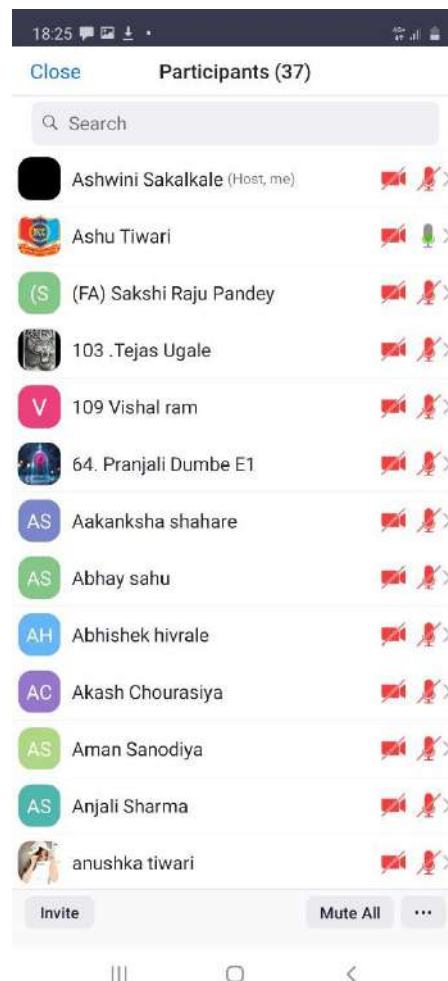 18:25
Close Participants (37)
Search
Ashwini Sakalkale (Host, me)
Ashu Tiwari
(S (FA) Sakshi Raju Pandey
103 .Tejas Ugale
V 109 Vishal ram
64. Pranjali Dumbe E1
AS Aakanksha shahare
AS Abhay sahu
AH Abhishek hivrale
AC Akash Chourasiya
AS Aman Sanodiya
AS Anjali Sharma
anushka tiwari
Invite Mute All ...